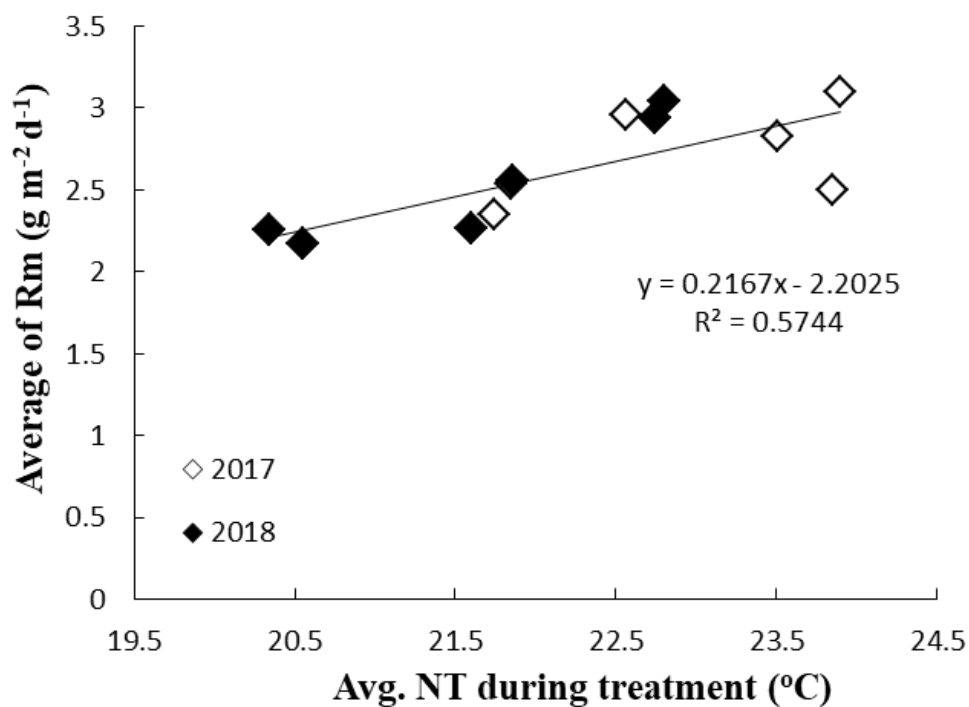 Average of Rm (g m⁻² d⁻¹)
3.5
3
2.5
2
1.5
1
0.5
0
y = 0.2167x - 2.2025
R² = 0.5744
2017
2018
19.5 20.5 21.5 22.5 23.5 24.5
Avg. NT during treatment (ᵒC)